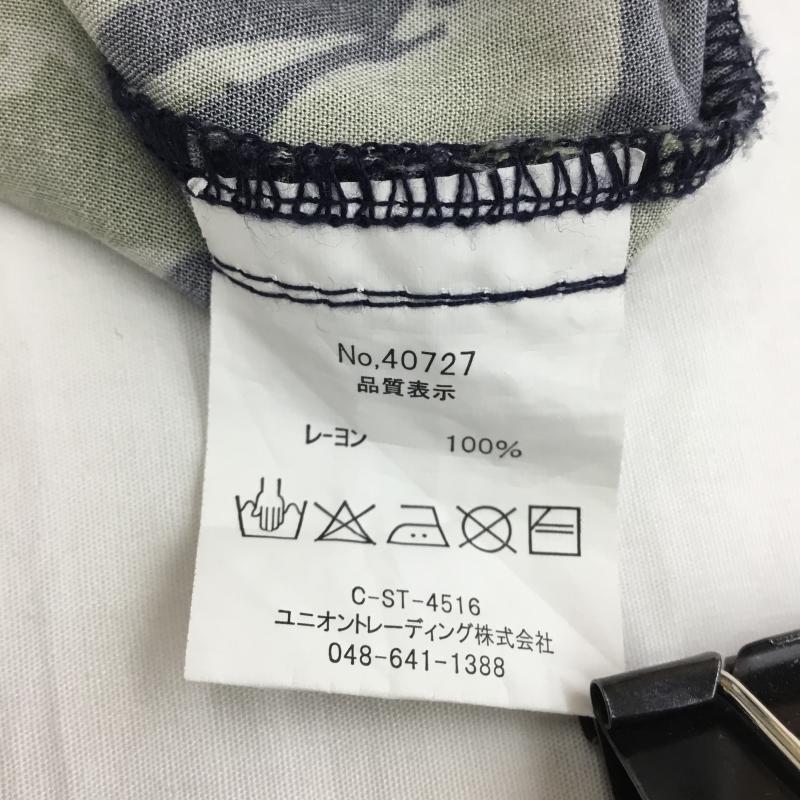 No,40727
品質表示
レーヨン 100%
C-ST-4516
ユニオントレーディング株式会社
048-641-1388